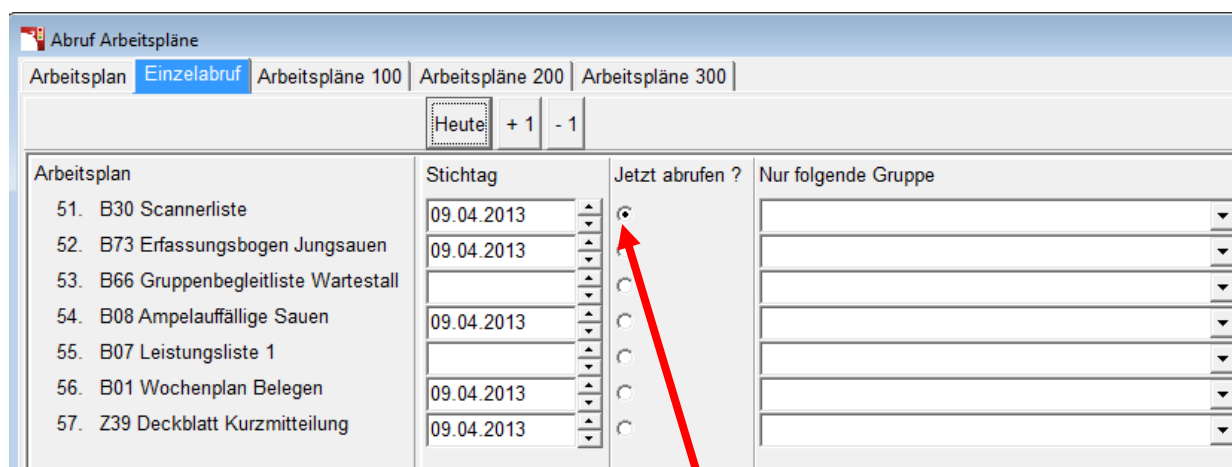 Abruf Arbeitspläne
Arbeitsplan Einzelabruf Arbeitspläne 100 Arbeitspläne 200 Arbeitspläne 300
Heute + 1 - 1
Arbeitsplan Stichtag Jetzt abrufen ? Nur folgende Gruppe
51. B30 Scannerliste 09.04.2013
52. B73 Erfassungsbogen Jungsauen 09.04.2013
53. B66 Gruppenbegleitliste Wartestall
54. B08 Ampelauffällige Sauen 09.04.2013
55. B07 Leistungsliste 1
56. B01 Wochenplan Belegen 09.04.2013
57. Z39 Deckblatt Kurzmitteilung 09.04.2013